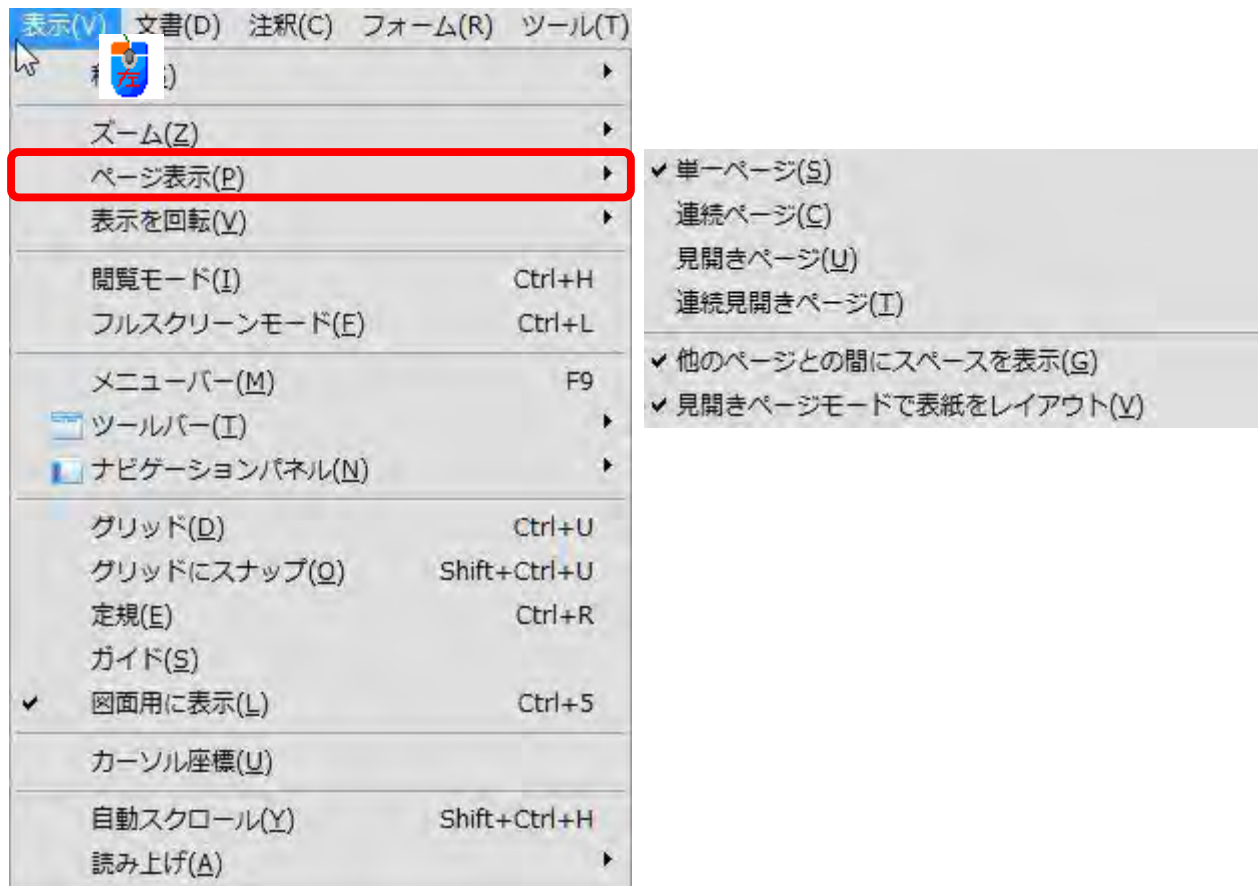 表示(V) 文書(D) 注釈(C) フォーム(R) ツール(T)
左
ズーム(Z)
ページ表示(P)
表示を回転(V)
閲覧モード(I) Ctrl+H
フルスクリーンモード(F) Ctrl+L
メニューバー(M) F9
ツールバー(T)
ナビゲーションパネル(N)
グリッド(D) Ctrl+U
グリッドにスナップ(O) Shift+Ctrl+U
定規(E) Ctrl+R
ガイド(S)
図面用に表示(L) Ctrl+5
カーソル座標(U)
自動スクロール(Y) Shift+Ctrl+H
読み上げ(A)
単一ページ(S)
連続ページ(C)
見開きページ(U)
連続見開きページ(T)
他のページとの間にスペースを表示(G)
見開きページモードで表紙をレイアウト(V)